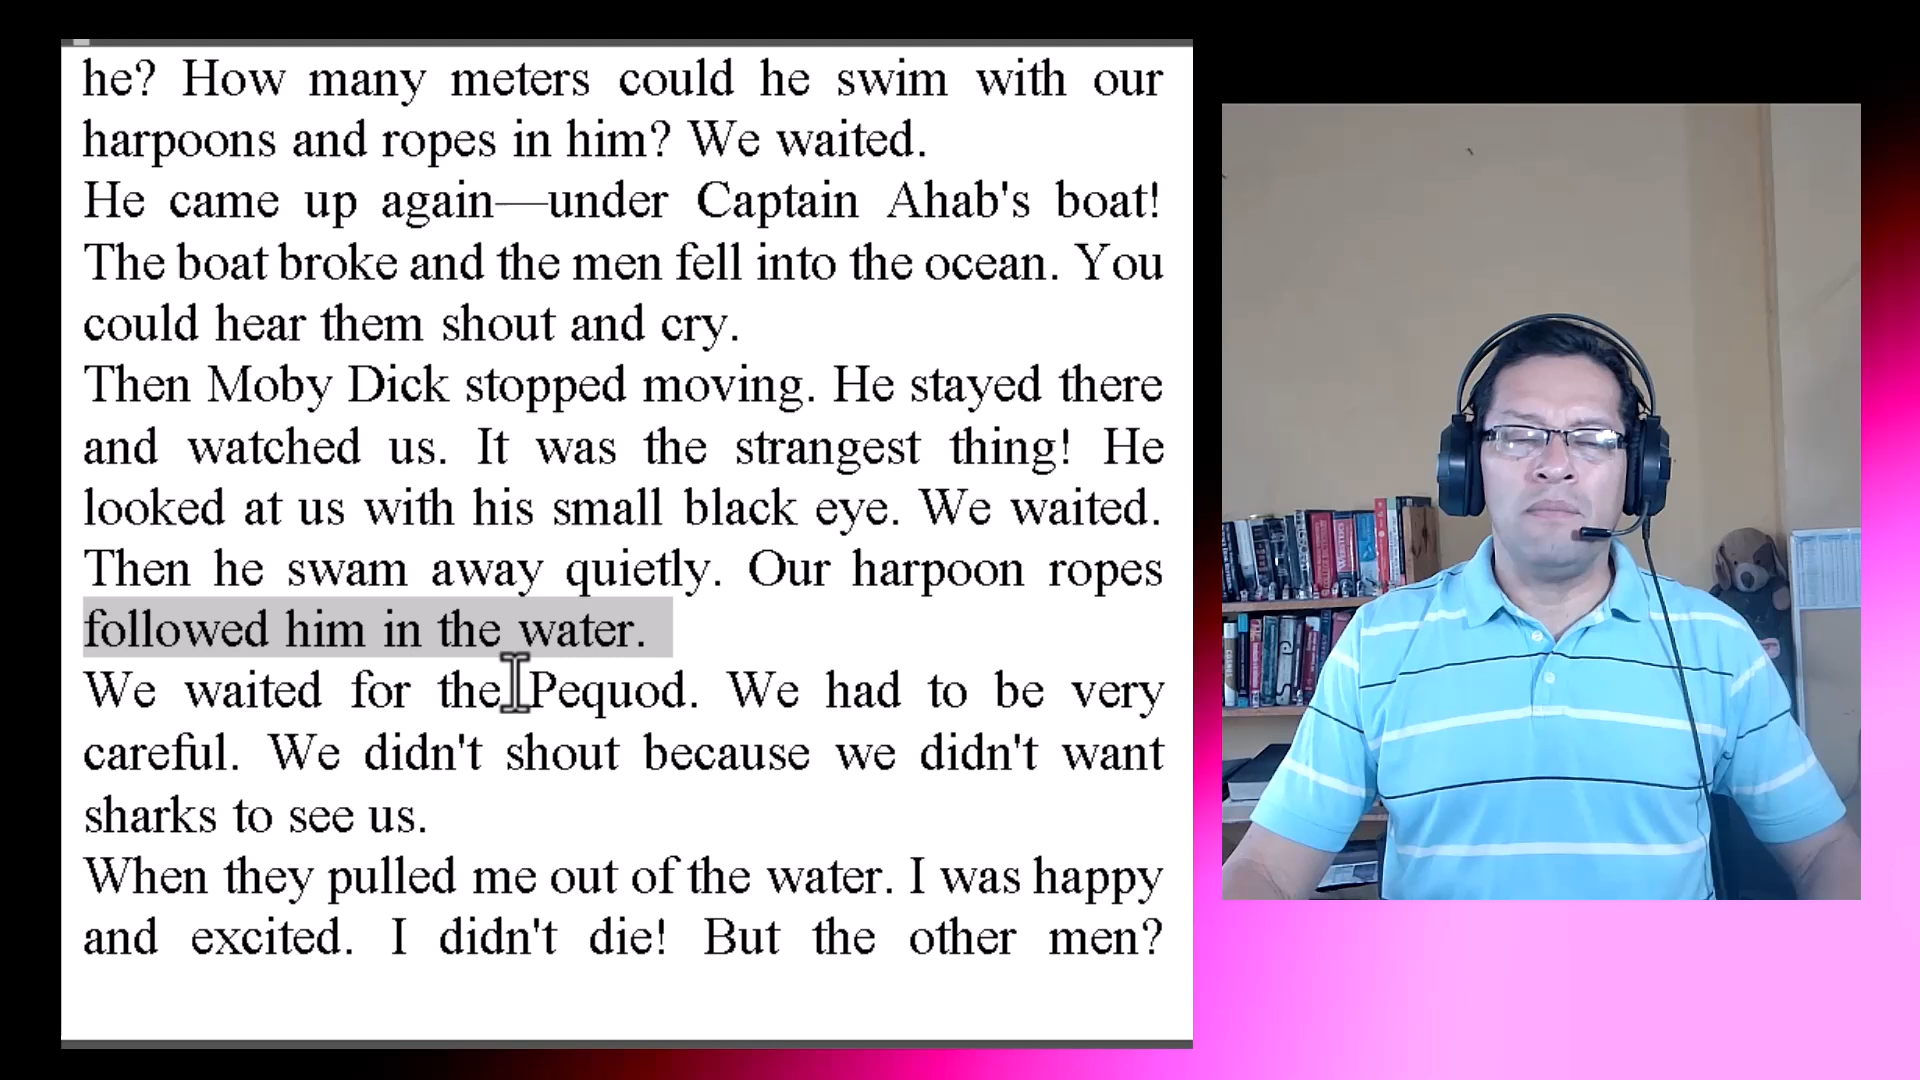 he? How many meters could he swim with our
harpoons and ropes in him? We waited.
He came up again—under Captain Ahab's boat!
The boat broke and the men fell into the ocean. You
could hear them shout and cry.
Then Moby Dick stopped moving. He stayed there
and watched us. It was the strangest thing! He
looked at us with his small black eye. We waited.
Then he swam away quietly. Our harpoon ropes
followed him in the water.
We waited for the Pequod. We had to be very
careful. We didn't shout because we didn't want
sharks to see us.
When they pulled me out of the water. I was happy
and excited. I didn't die! But the other men?